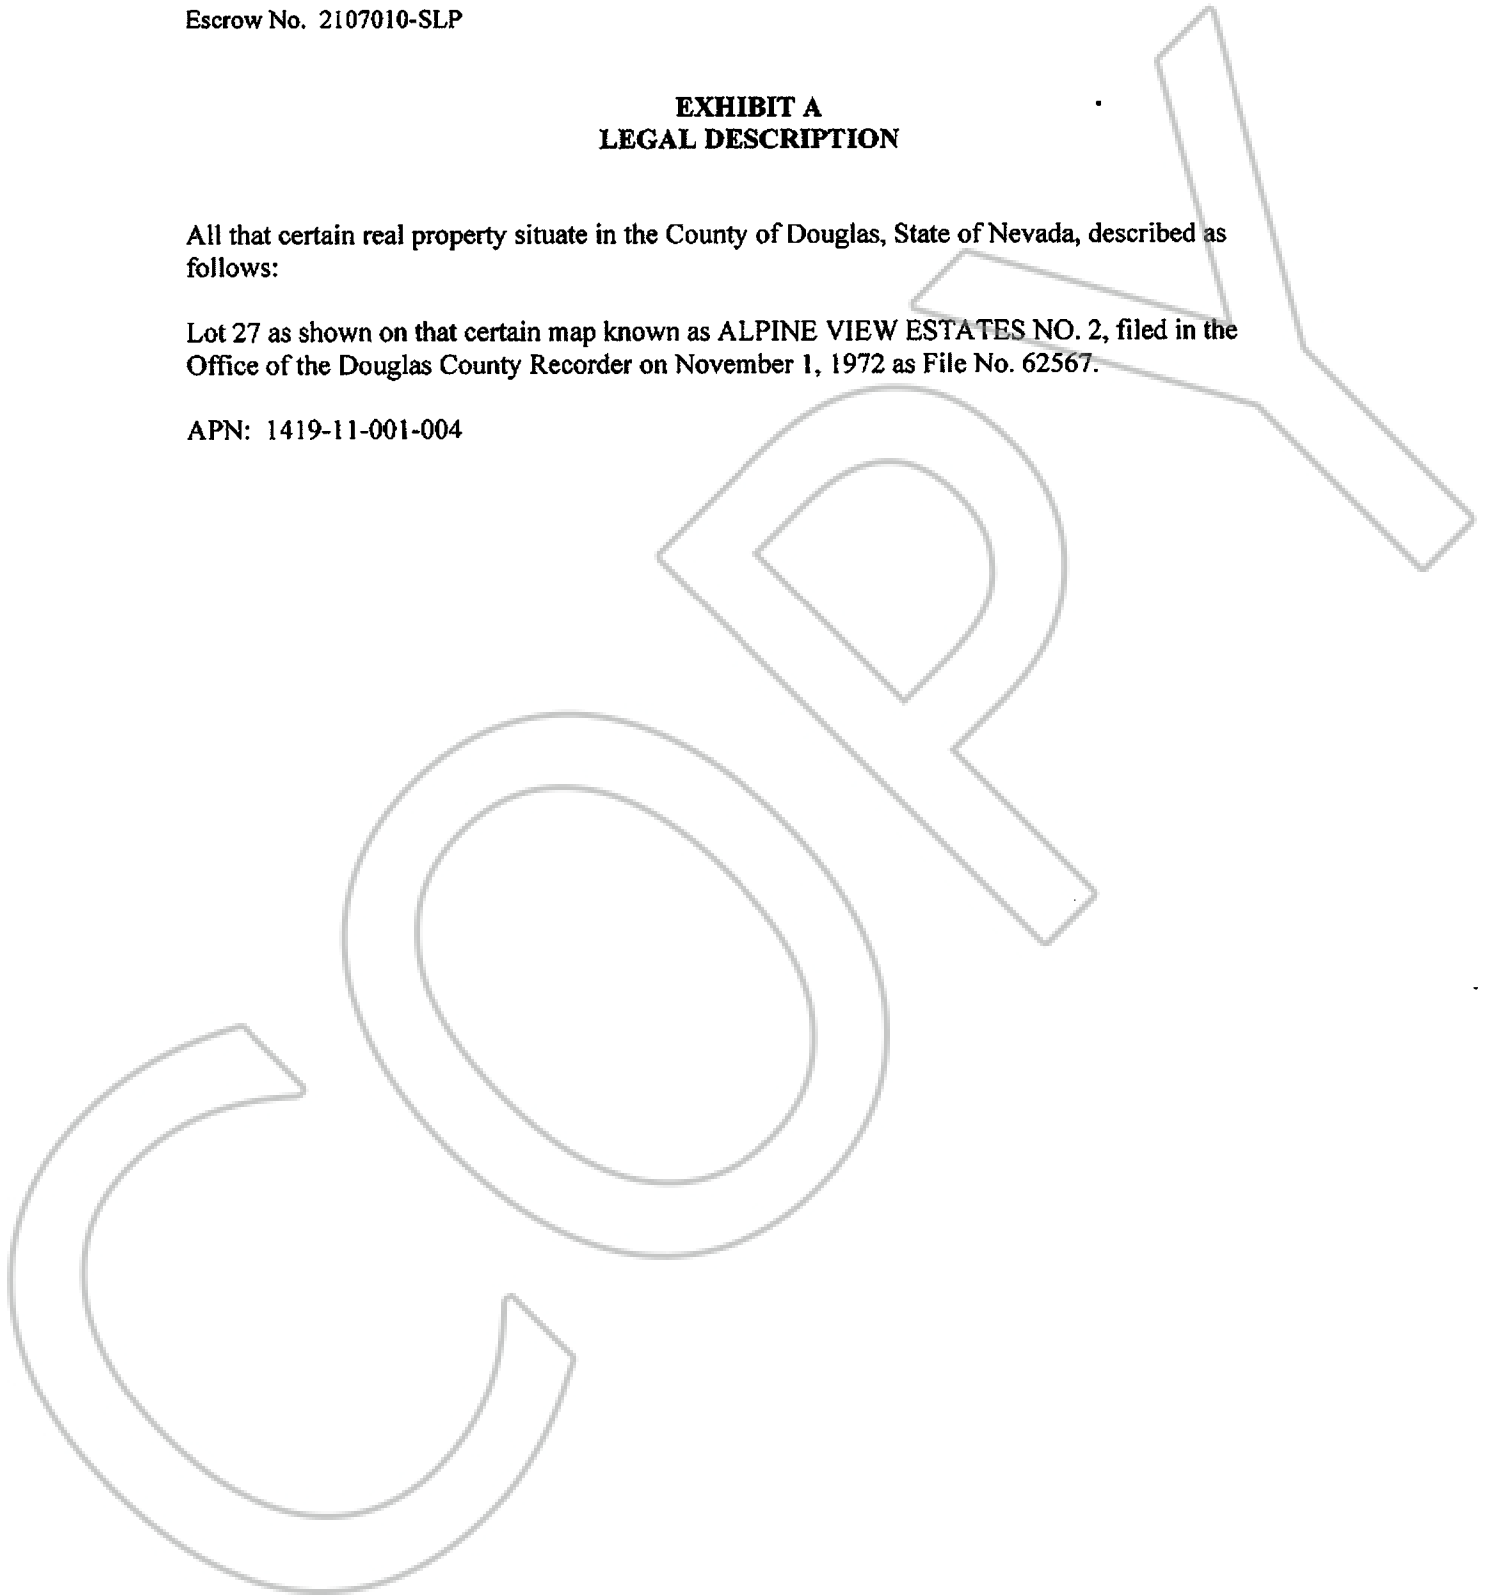 Escrow No. 2107010-SLP
EXHIBIT A
LEGAL DESCRIPTION
All that certain real property situate in the County of Douglas, State of Nevada, described as
follows:
Lot 27 as shown on that certain map known as ALPINE VIEW ESTATES NO. 2, filed in the
Office of the Douglas County Recorder on November 1, 1972 as File No. 62567.
APN: 1419-11-001-004
COPY